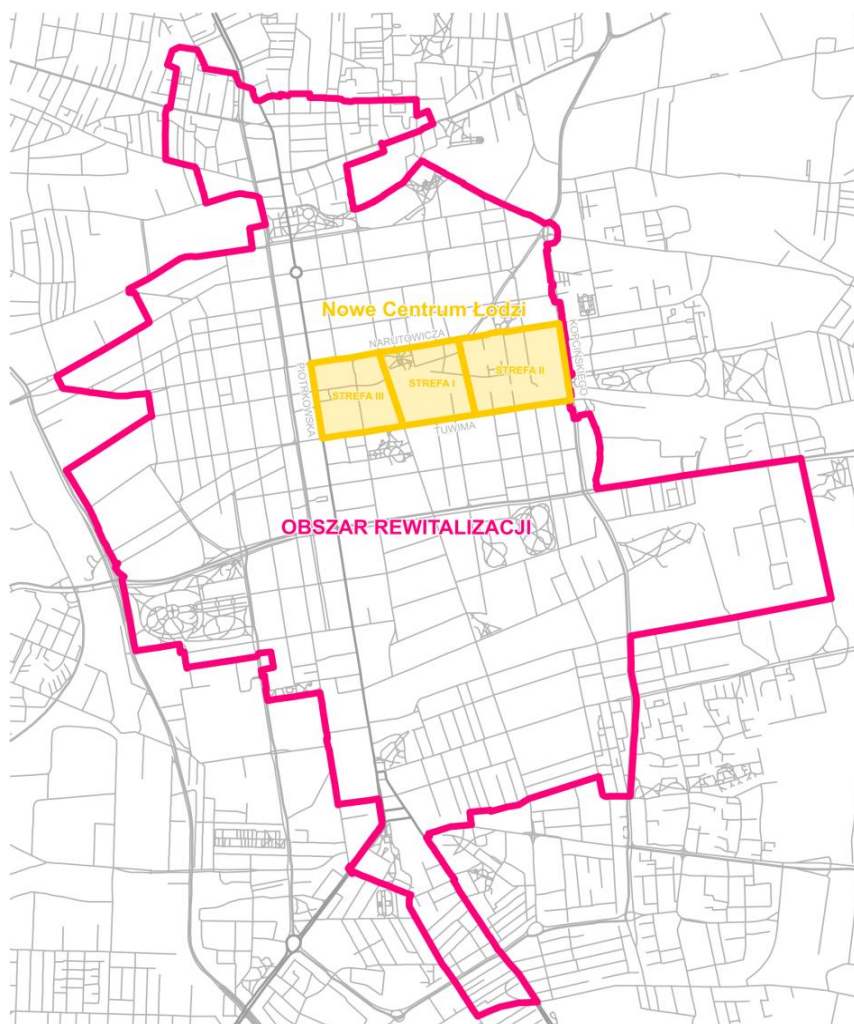 Nowe Centrum Łodzi
NARUTOWICZA
KOPCIŃSKIEGO
PIOTRKOWSKA
STREFA III
STREFA I
STREFA II
TUWIMA
OBSZAR REWITALIZACJI